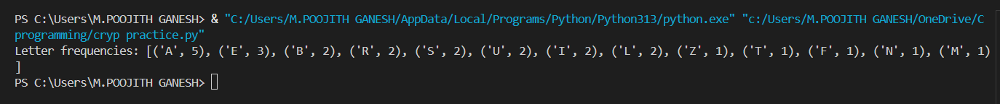 PS C:\Users\M.POOJITH GANESH> & "C:/Users/M.POOJITH GANESH/AppData/Local/Programs/Python/Python313/python.exe" "c:/Users/M.POOJITH GANESH/OneDrive/C
programming/cryp practice.py"
Letter frequencies: [('A', 5), ('E', 3), ('B', 2), ('R', 2), ('S', 2), ('U', 2), ('I', 2), ('L', 2), ('Z', 1), ('T', 1), ('F', 1), ('N', 1), ('M', 1)
]
PS C:\Users\M.POOJITH GANESH>